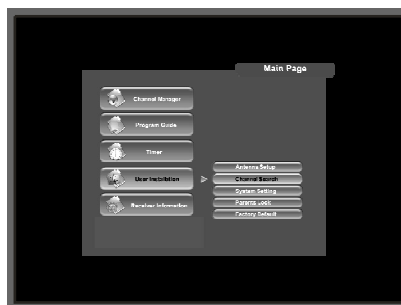 Main Page
Channel Manager
Program Guide
Timer
User Installation
Receiver Information
Antenna Setup
Channel Search
System Setting
Parents Lock
Factory Default